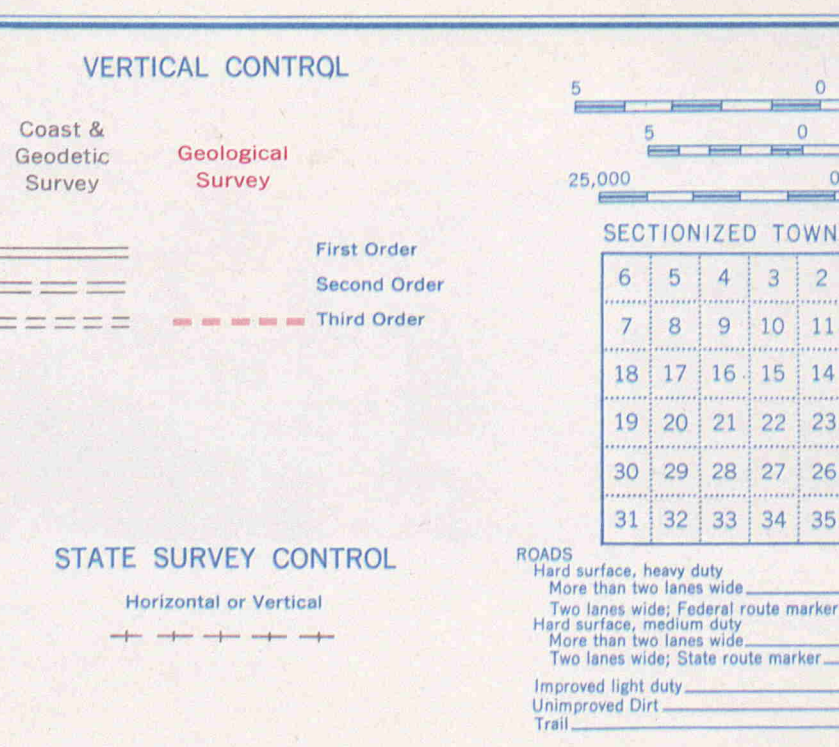 VERTICAL CONTROL
Coast &
Geodetic
Survey
Geological
Survey
First Order
Second Order
Third Order
STATE SURVEY CONTROL
Horizontal or Vertical
5 0
5 0
25,000 0
SECTIONIZED TOWN
6 5 4 3 2
7 8 9 10 11
18 17 16 15 14
19 20 21 22 23
30 29 28 27 26
31 32 33 34 35
ROADS
Hard surface, heavy duty
More than two lanes wide
Two lanes wide; Federal route marker
Hard surface, medium duty
More than two lanes wide
Two lanes wide; State route marker
Improved light duty
Unimproved Dirt
Trail